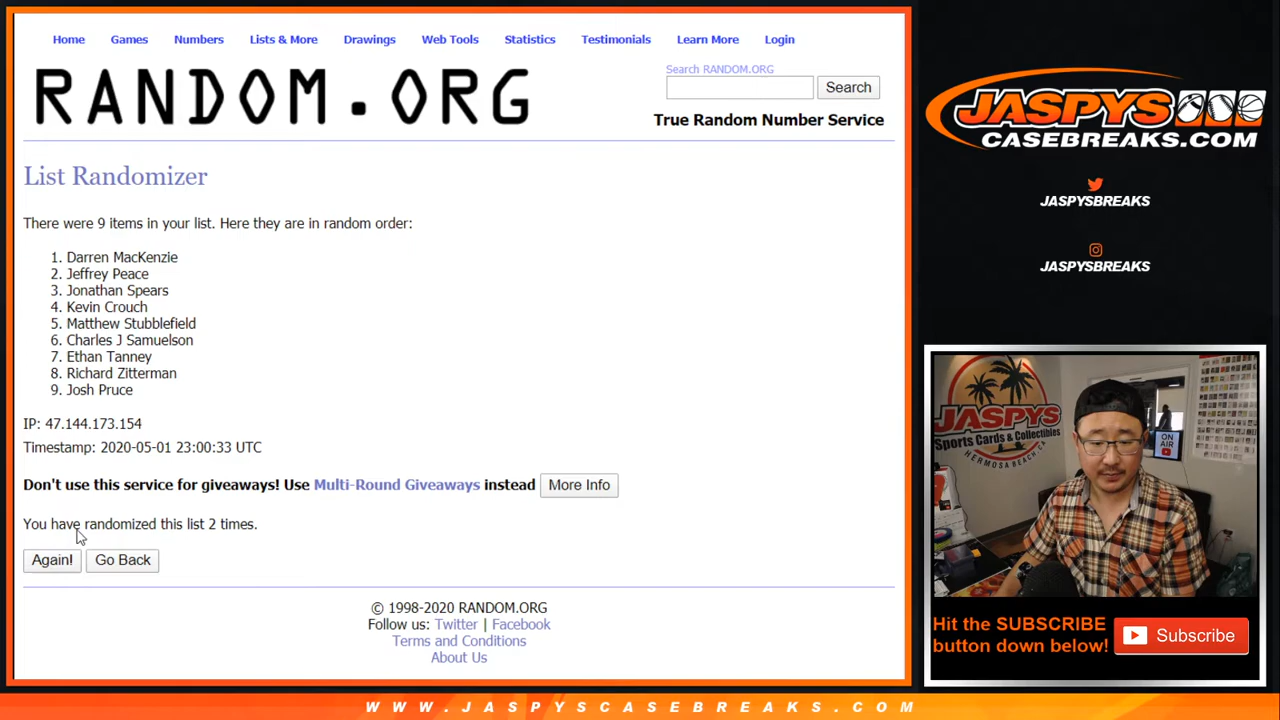 Home Games Numbers Lists & More Drawings Web Tools Statistics Testimonials Learn More Login
RANDOM.ORG
Search RANDOM.ORG
Search
True Random Number Service
List Randomizer
There were 9 items in your list. Here they are in random order:
1. Darren MacKenzie
2. Jeffrey Peace
3. Jonathan Spears
4. Kevin Crouch
5. Matthew Stubblefield
6. Charles J Samuelson
7. Ethan Tanney
8. Richard Zitterman
9. Josh Pruce
IP: 47.144.173.154
Timestamp: 2020-05-01 23:00:33 UTC
Don't use this service for giveaways! Use Multi-Round Giveaways instead More Info
You have randomized this list 2 times.
Again! Go Back
© 1998-2020 RANDOM.ORG
Follow us: Twitter | Facebook
Terms and Conditions
About Us
JASPYS
CASEBREAKS.COM
JASPYSBREAKS
JASPYSBREAKS
JASPYS
Sports Cards & Collectibles
HERMOSA BEACH, CA
ON
AIR
Hit the SUBSCRIBE
button down below!
Subscribe
WWW.JASPYSCASEBREAKS.COM